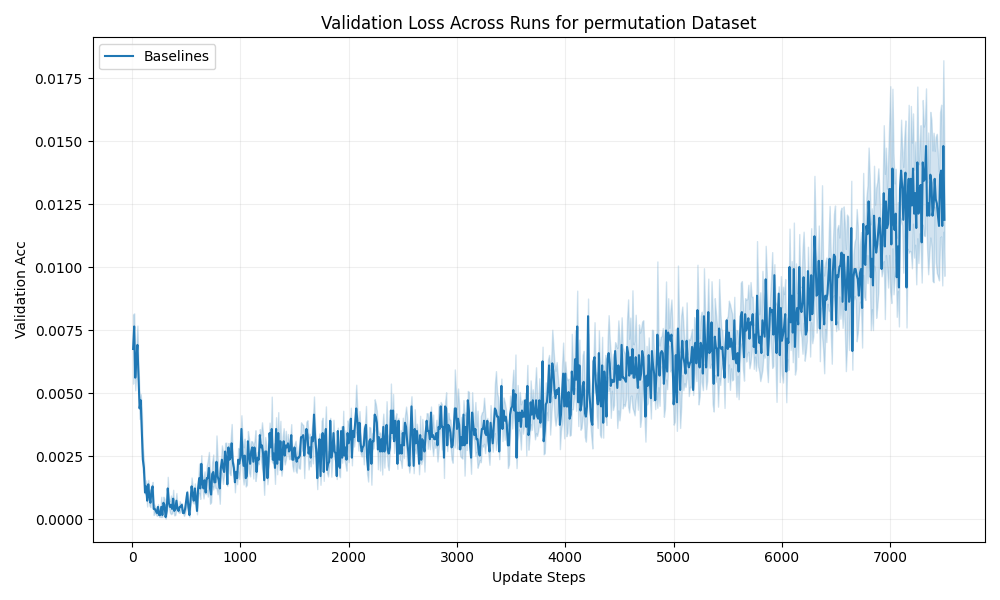 Validation Loss Across Runs for permutation Dataset
Baselines
Validation Acc
0.0175
0.0150
0.0125
0.0100
0.0075
0.0050
0.0025
0.0000
0 1000 2000 3000 4000 5000 6000 7000
Update Steps